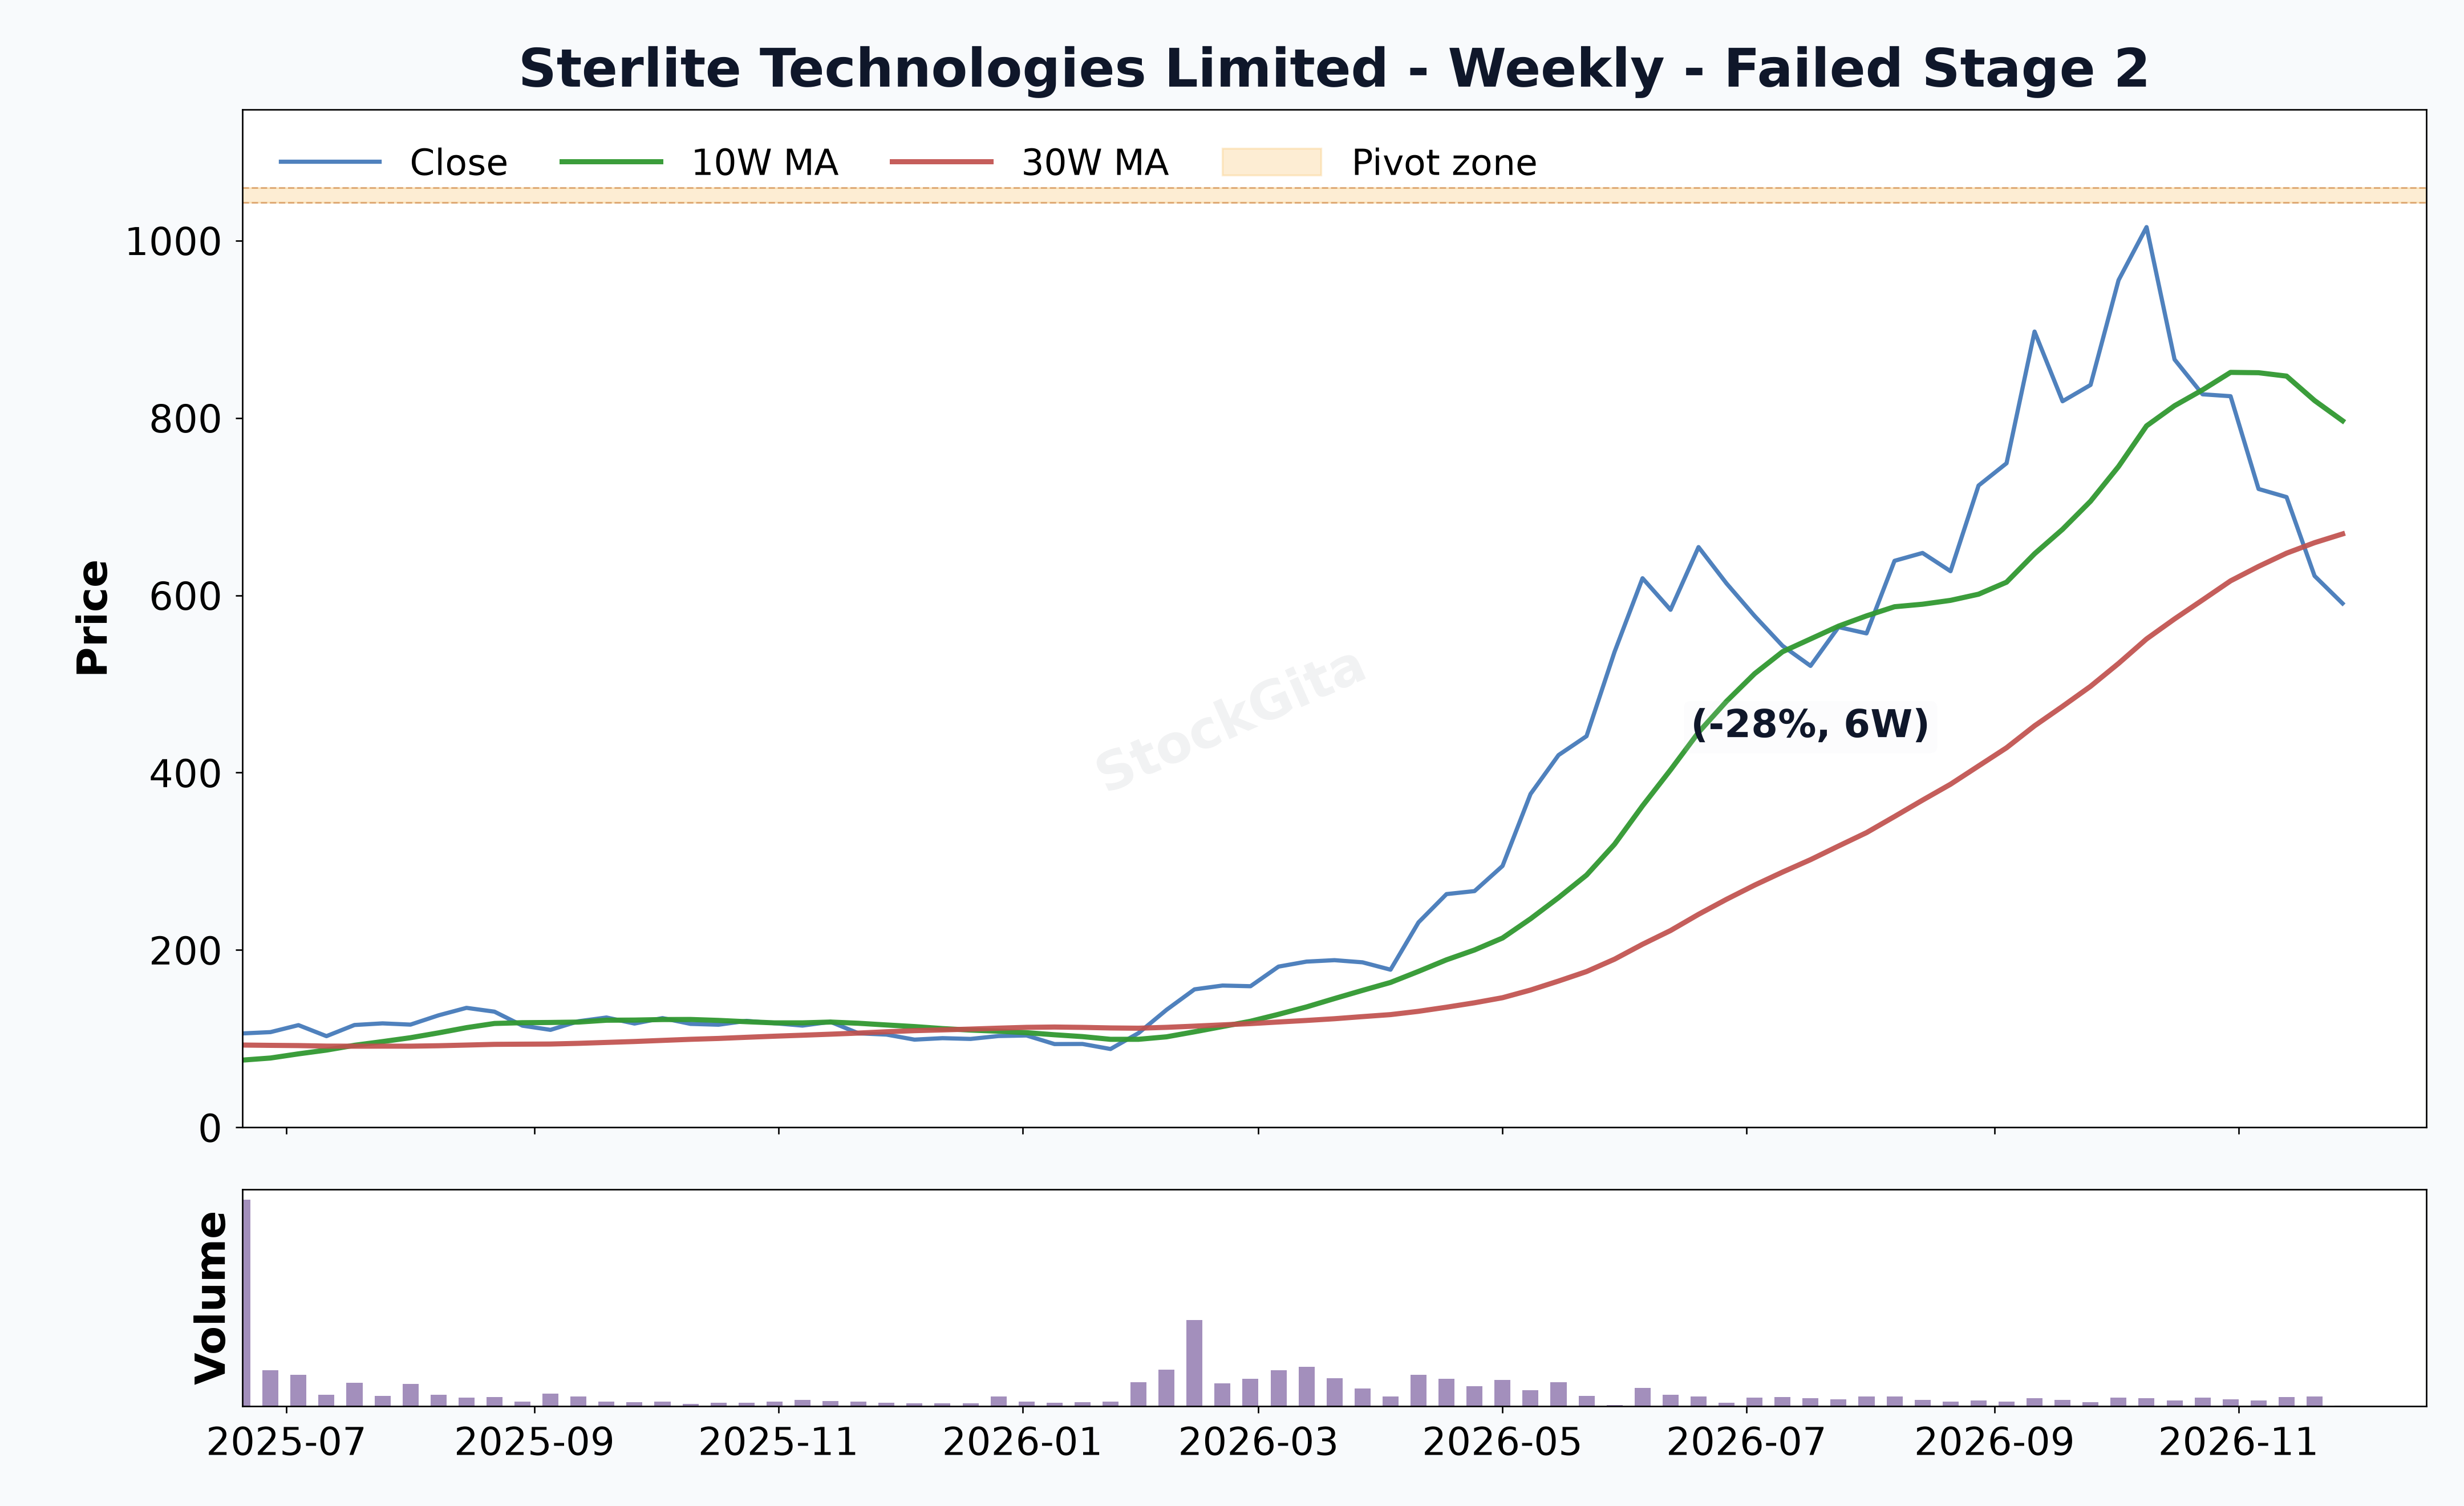 Sterlite Technologies Limited - Weekly - Failed Stage 2
Close 10W MA 30W MA Pivot zone
1000
800
600
400
200
0
Price
StockGita
(-28%, 6W)
Volume
2025-07 2025-09 2025-11 2026-01 2026-03 2026-05 2026-07 2026-09 2026-11